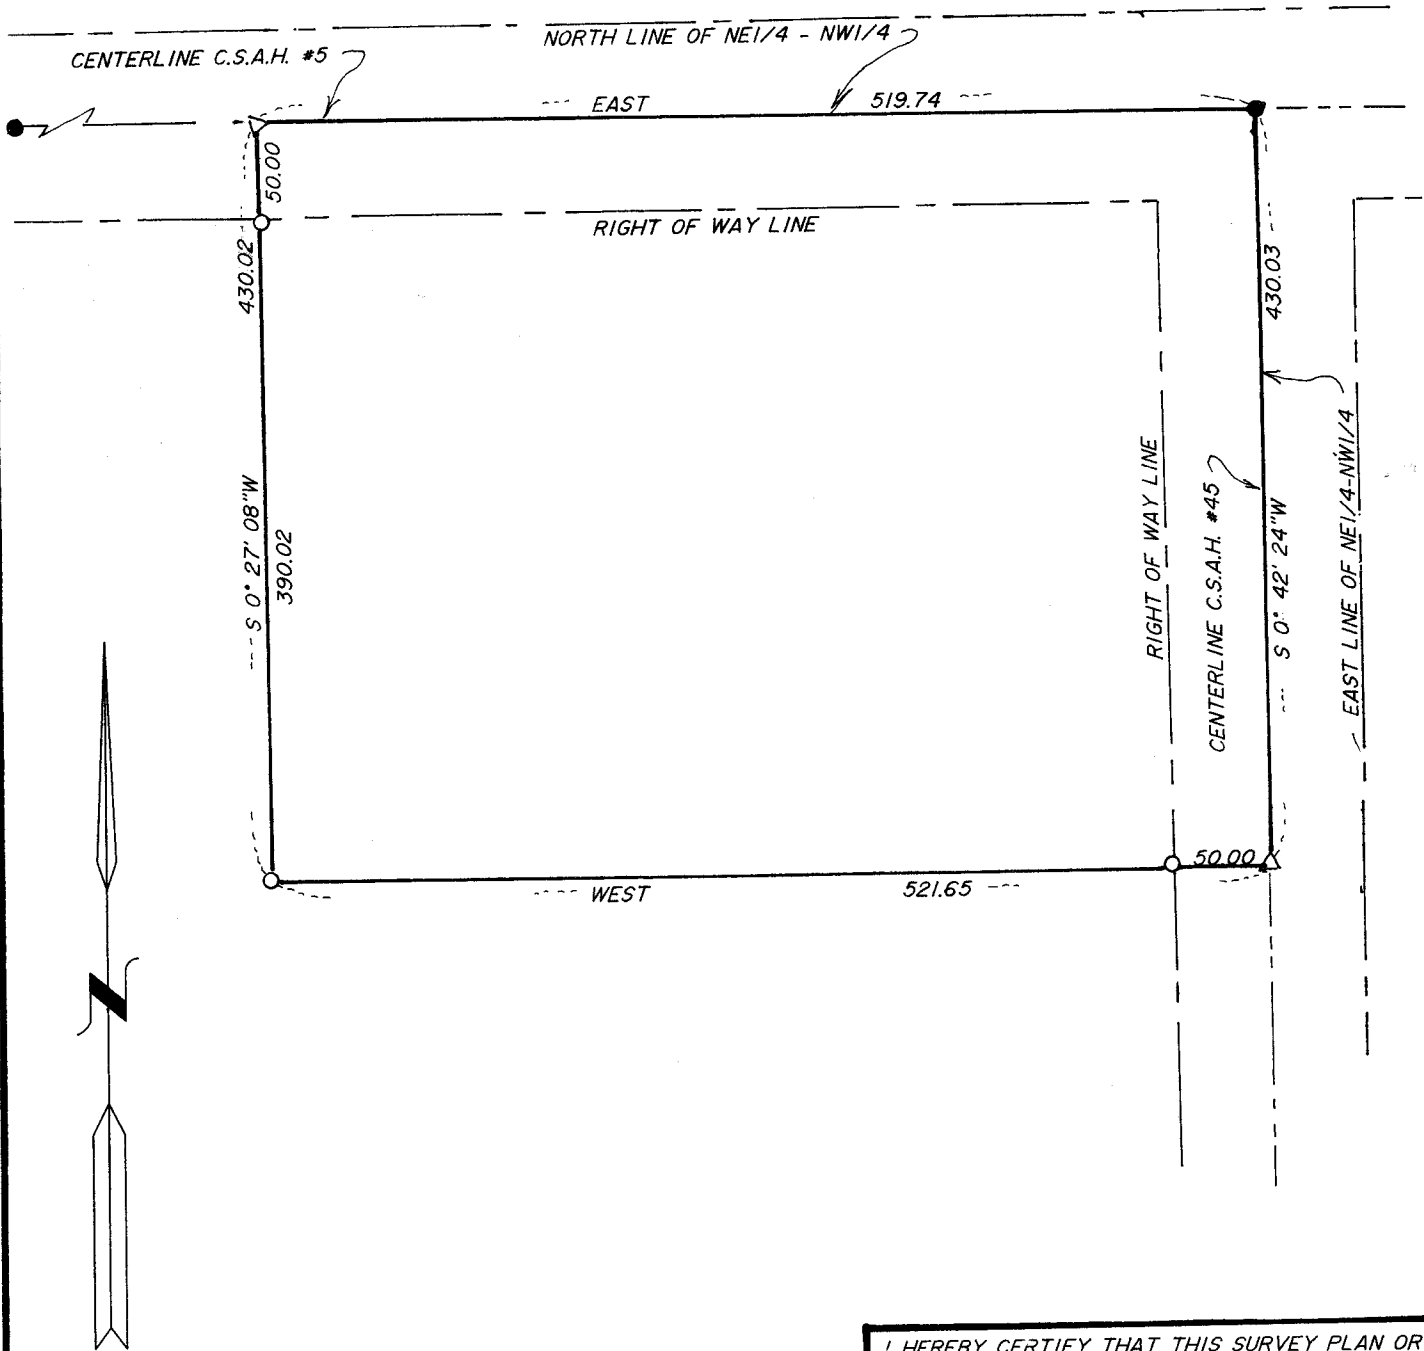 NORTH LINE OF NE1/4 - NW1/4
CENTERLINE C.S.A.H. #5
EAST 519.74
50.00
RIGHT OF WAY LINE
430.02
430.03
S 0° 27' 08"W
390.02
RIGHT OF WAY LINE
CENTERLINE C.S.A.H. #45
S 0° 42' 24"W
EAST LINE OF NE1/4-NW1/4
50.00
WEST 521.65
N
I HEREBY CERTIFY THAT THIS SURVEY PLAN OR